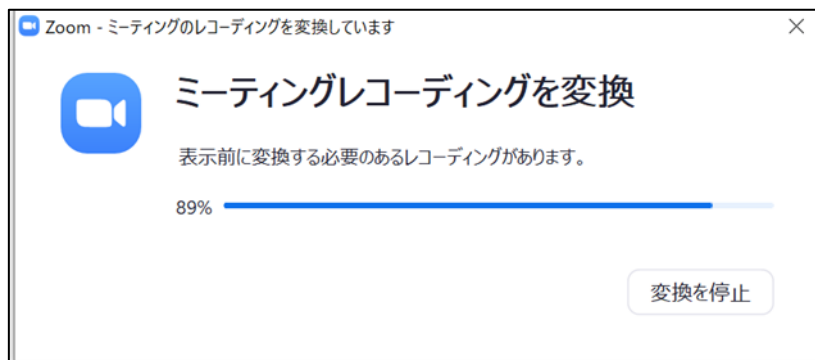 Zoom - ミーティングのレコーディングを変換しています
ミーティングレコーディングを変換
表示前に変換する必要のあるレコーディングがあります。
89%
変換を停止